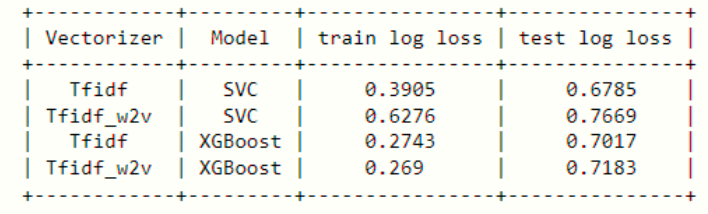 +------------+---------+----------------+---------------+
| Vectorizer | Model | train log loss | test log loss |
+------------+---------+----------------+---------------+
| Tfidf | SVC | 0.3905 | 0.6785 |
| Tfidf_w2v | SVC | 0.6276 | 0.7669 |
| Tfidf | XGBoost | 0.2743 | 0.7017 |
| Tfidf_w2v | XGBoost | 0.269 | 0.7183 |
+------------+---------+----------------+---------------+